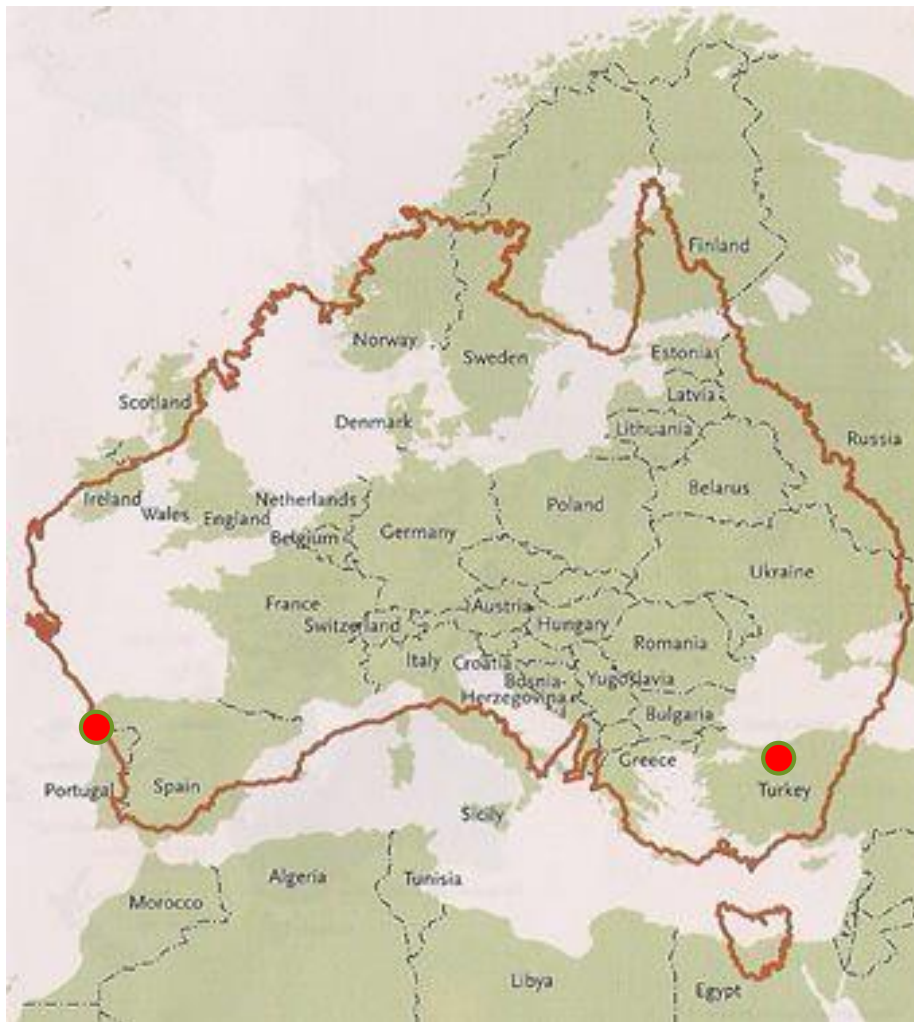 Finland
Norway
Sweden
Estonia
Scotland
Latvia
Denmark
Lithuania
Russia
Ireland
Wales
England
Netherlands
Belarus
Poland
Belgium
Germany
Ukraine
France
Austria
Switzerland
Hungary
Romania
Italy
Croatia
Bosnia-
Herzegovina
Yugoslavia
Bulgaria
Greece
Portugal
Spain
Turkey
Sicily
Algeria
Tunisia
Morocco
Libya
Egypt